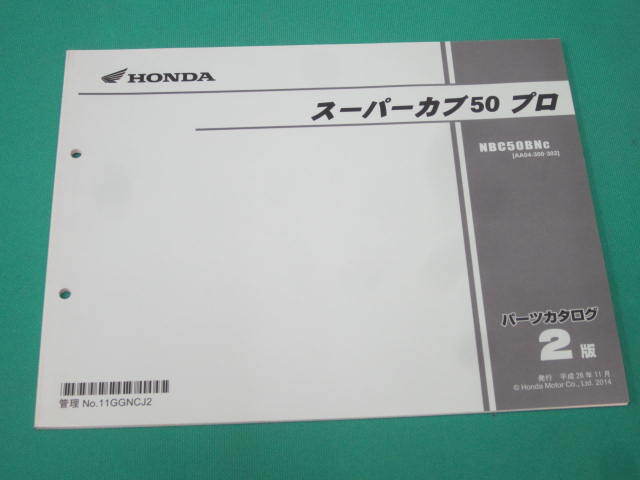 HONDA
スーパーカブ50 プロ
NBC50BNC
[AA04-300-302]
パーツカタログ
2版
発行 平成26年11月
© Honda Motor Co., Ltd. 2014
管理 No.11GGNCJ2